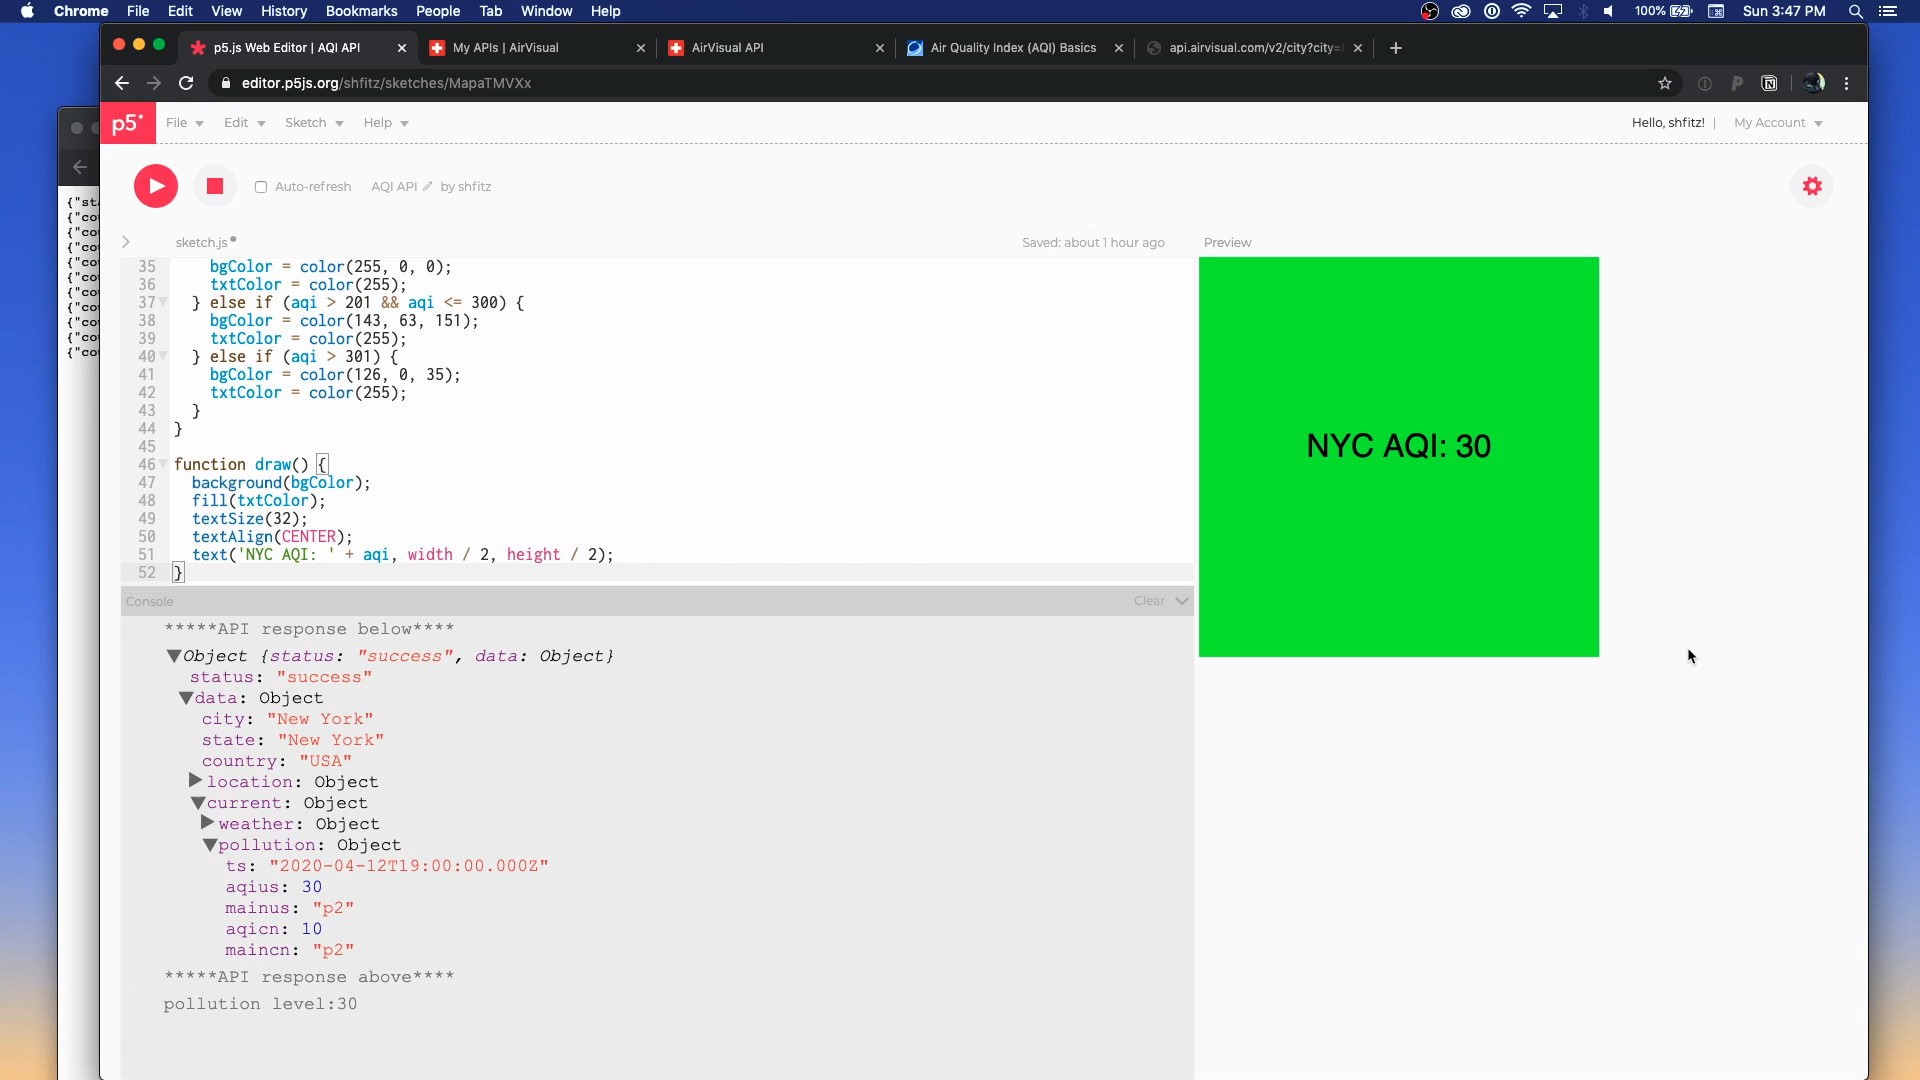 Chrome File Edit View History Bookmarks People Tab Window Help 100% Sun 3:47 PM
p5.js Web Editor | AQI API My APIs | AirVisual AirVisual API Air Quality Index (AQI) Basics api.airvisual.com/v2/city?city=
editor.p5js.org/shfitz/sketches/MapaTMVXx
p5* File Edit Sketch Help Hello, shfitz! | My Account
Auto-refresh AQI API by shfitz
sketch.js Saved: about 1 hour ago Preview
35 bgColor = color(255, 0, 0);
36 txtColor = color(255);
37 } else if (aqi > 201 && aqi <= 300) {
38 bgColor = color(143, 63, 151);
39 txtColor = color(255);
40 } else if (aqi > 301) {
41 bgColor = color(126, 0, 35);
42 txtColor = color(255);
43 }
44 }
45
46 function draw() {
47 background(bgColor);
48 fill(txtColor);
49 textSize(32);
50 textAlign(CENTER);
51 text('NYC AQI: ' + aqi, width / 2, height / 2);
52 }
NYC AQI: 30
Console Clear
*****API response below****
Object {status: "success", data: Object}
status: "success"
data: Object
city: "New York"
state: "New York"
country: "USA"
location: Object
current: Object
weather: Object
pollution: Object
ts: "2020-04-12T19:00:00.000Z"
aqius: 30
mainus: "p2"
aqicn: 10
maincn: "p2"
*****API response above****
pollution level:30